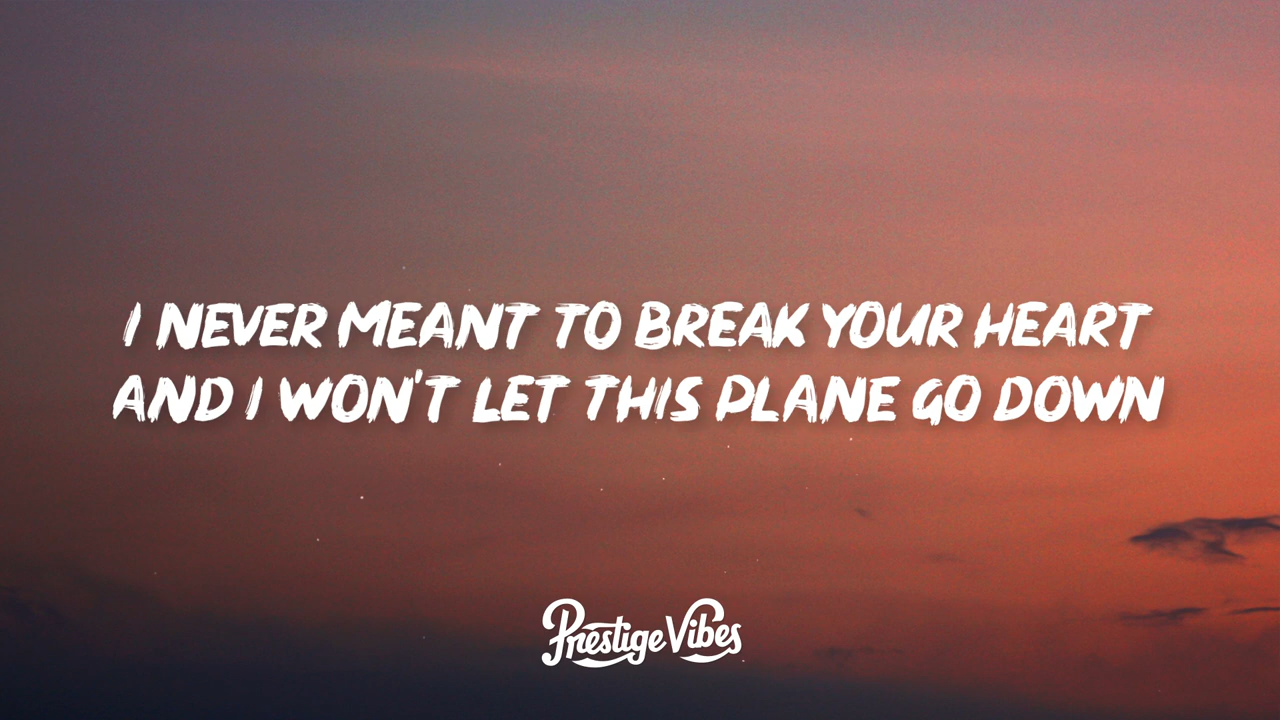 I NEVER MEANT TO BREAK YOUR HEART
AND I WON'T LET THIS PLANE GO DOWN
Prestige Vibes